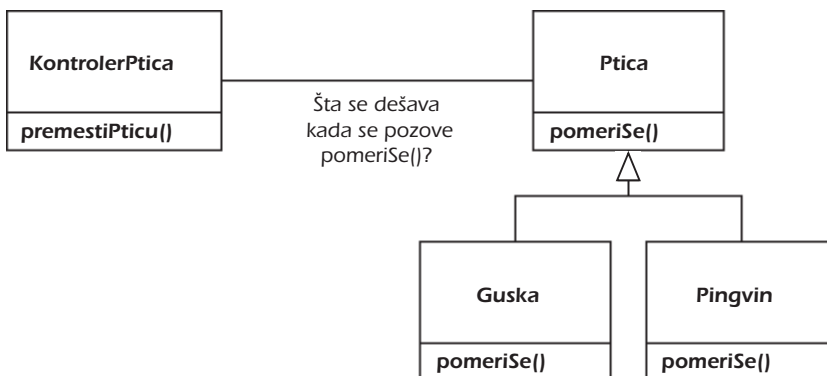 KontrolerPtica
premestiPticu()
Šta se dešava
kada se pozove
pomeriSe()?
Ptica
pomeriSe()
Guska
pomeriSe()
Pingvin
pomeriSe()